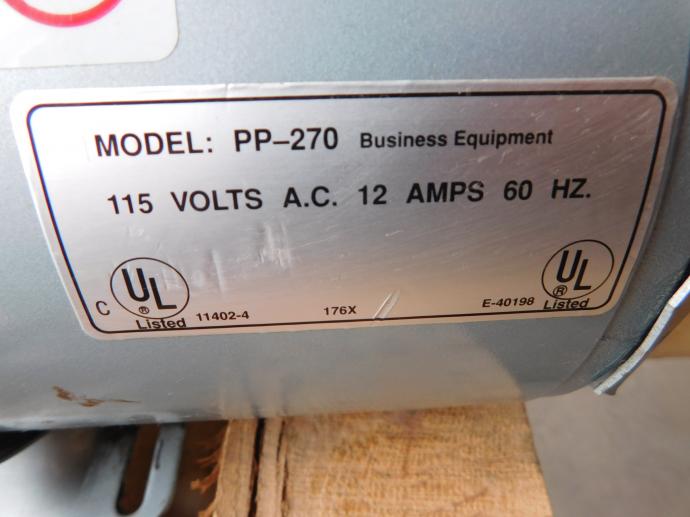 MODEL: PP-270 Business Equipment
115 VOLTS A.C. 12 AMPS 60 HZ.
C UL® Listed 11402-4 176X E-40198 UL® Listed